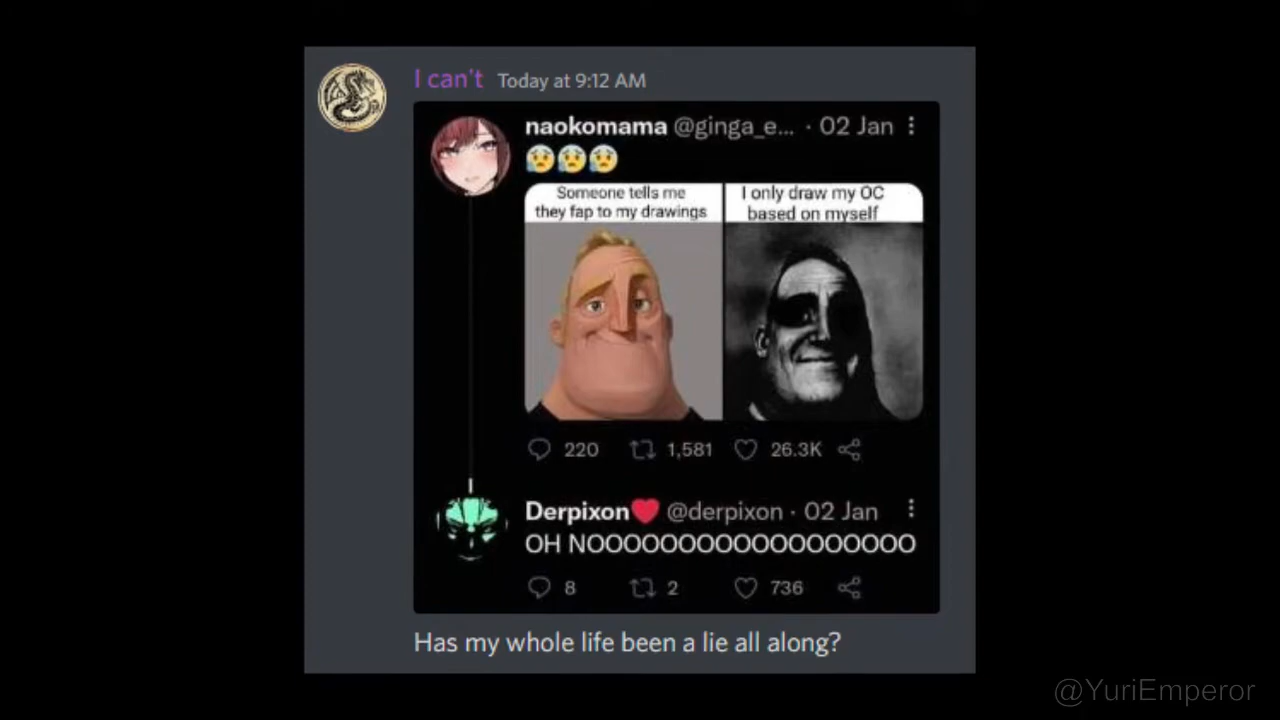 I can't Today at 9:12 AM
naokomama @ginga_e... · 02 Jan
😰😰😰
Someone tells me
they fap to my drawings
I only draw my OC
based on myself
220 1,581 26.3K
Derpixon❤️ @derpixon · 02 Jan
OH NOOOOOOOOOOOOOOOOOO
8 2 736
Has my whole life been a lie all along?
@YuriEmperor